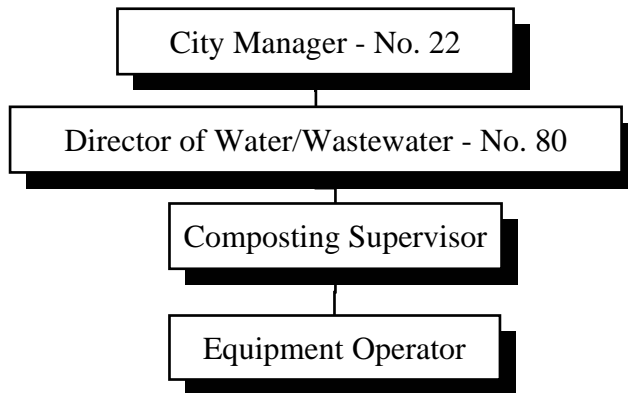 City Manager - No. 22
Director of Water/Wastewater - No. 80
Composting Supervisor
Equipment Operator